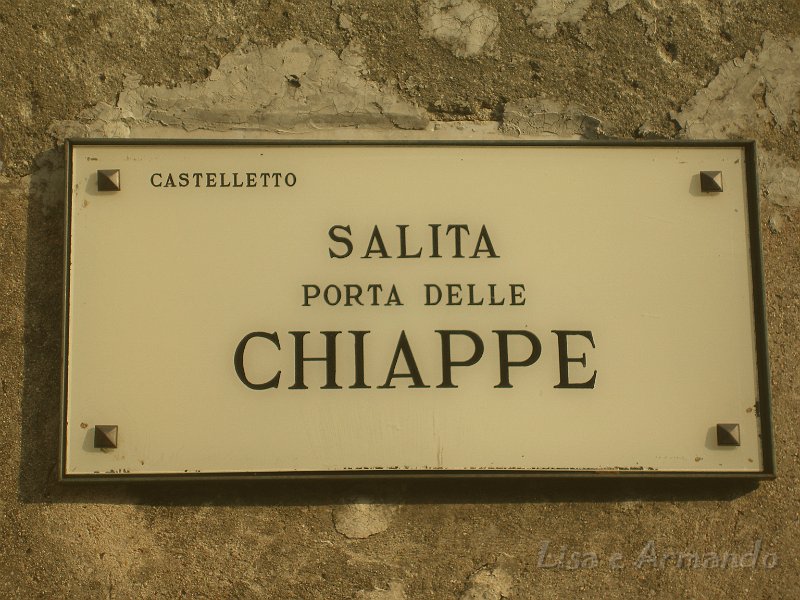 CASTELLETTO
SALITA
PORTA DELLE
CHIAPPE
Lisa e Armando